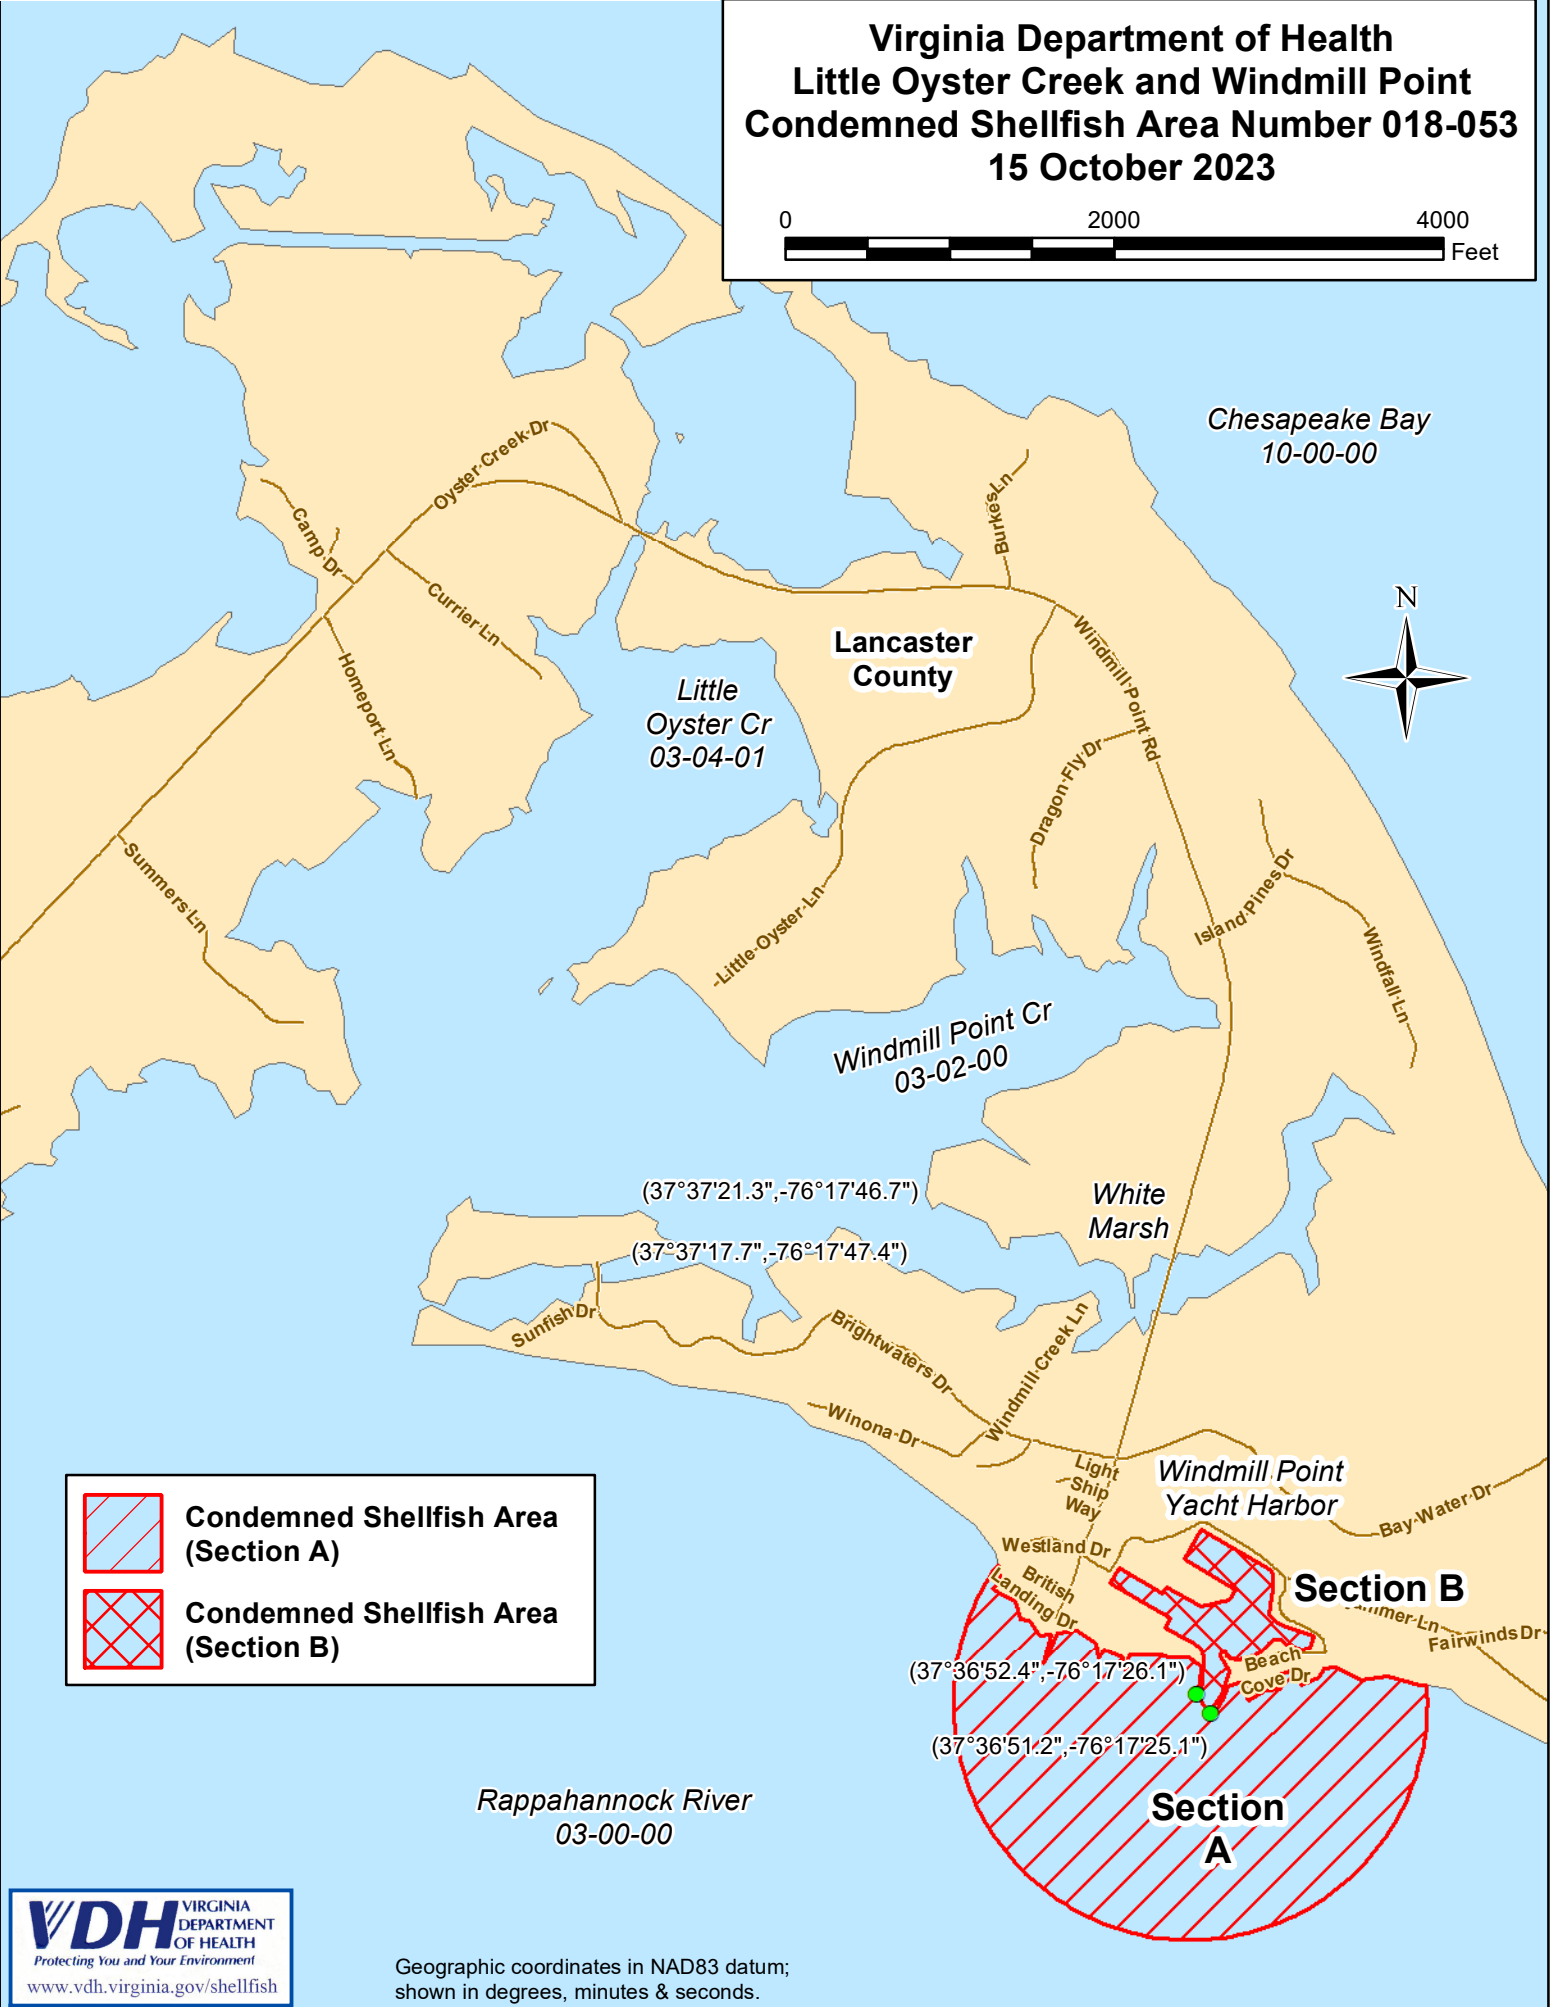 Virginia Department of Health
Little Oyster Creek and Windmill Point
Condemned Shellfish Area Number 018-053
15 October 2023
0 2000 4000
Feet
Chesapeake Bay
10-00-00
Oyster Creek Dr
Camp Dr
Currier Ln
Burkes Ln
N
Lancaster
County
Windmill Point Rd
Homeport Ln
Little
Oyster Cr
03-04-01
Dragon Fly Dr
Summers Ln
Little Oyster Ln
Island Pines Dr
Windfall Ln
Windmill Point Cr
03-02-00
(37°37'21.3",-76°17'46.7")
White
Marsh
(37°37'17.7",-76°17'47.4")
Sunfish Dr
Brightwaters Dr
Windmill Creek Ln
Winona Dr
Light
Ship
Way
Windmill Point
Yacht Harbor
Bay Water Dr
Condemned Shellfish Area
(Section A)
Condemned Shellfish Area
(Section B)
Westland Dr
British
Landing Dr
Section B
Ln
Fairwinds Dr
Beach
Cove Dr
(37°36'52.4",-76°17'26.1")
(37°36'51.2",-76°17'25.1")
Section
A
Rappahannock River
03-00-00
VDH
VIRGINIA
DEPARTMENT
OF HEALTH
Protecting You and Your Environment
www.vdh.virginia.gov/shellfish
Geographic coordinates in NAD83 datum;
shown in degrees, minutes & seconds.